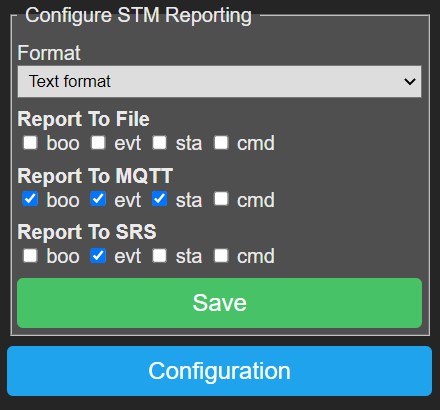 Configure STM Reporting
Format
Text format
Report To File
boo evt sta cmd
Report To MQTT
boo evt sta cmd
Report To SRS
boo evt sta cmd
Save
Configuration